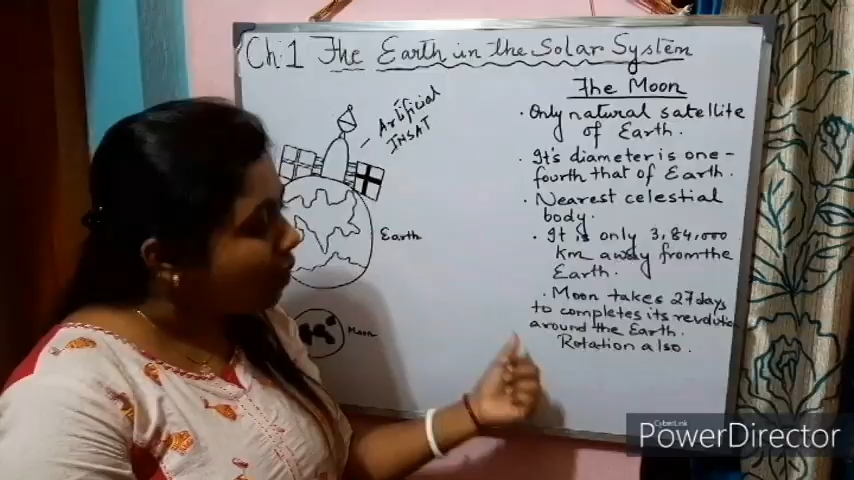 Ch:1 The Earth in the Solar System
The Moon
Artificial
INSAT
• Only natural satellite
of Earth.
• It's diameter is one-
fourth that of Earth.
• Nearest celestial
body.
• It is only 3,84,000
km away from the
Earth.
• Moon takes 27 days
to completes its revolution
around the Earth.
Rotation also.
Earth
Moon
CyberLink
PowerDirector